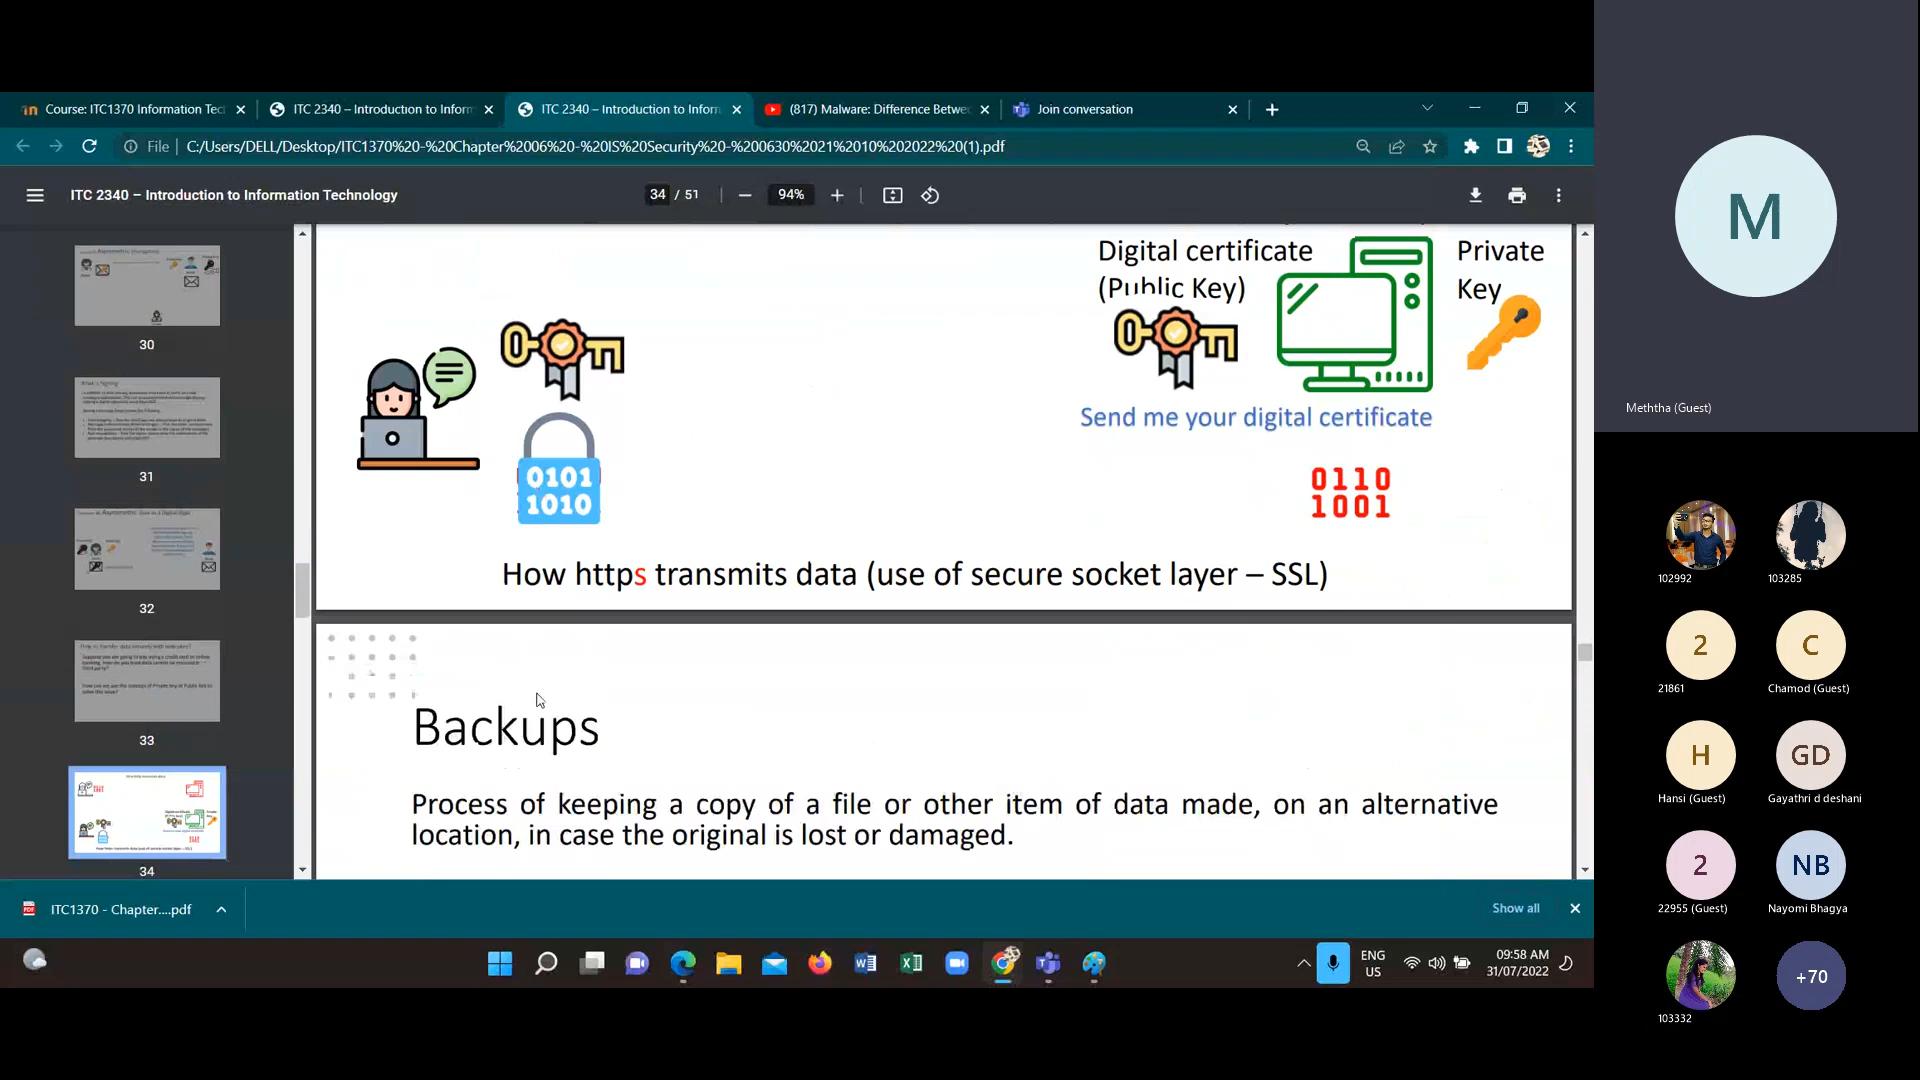 Course: ITC1370 Information Tec
ITC 2340 – Introduction to Inform
ITC 2340 – Introduction to Inform
(817) Malware: Difference Betwe
Join conversation
File
C:/Users/DELL/Desktop/ITC1370%20-%20Chapter%2006%20-%20IS%20Security%20-%200630%2021%2010%202022%20(1).pdf
ITC 2340 – Introduction to Information Technology
34 / 51
94%
30
31
32
33
34
Digital certificate
(Public Key)
Private
Key
Send me your digital certificate
0101
1010
0110
1001
How https transmits data (use of secure socket layer – SSL)
Backups
Process of keeping a copy of a file or other item of data made, on an alternative
location, in case the original is lost or damaged.
ITC1370 - Chapter....pdf
Show all
ENG
US
09:58 AM
31/07/2022
M
Meththa (Guest)
102992
103285
2
21861
C
Chamod (Guest)
H
Hansi (Guest)
GD
Gayathri d deshani
2
22955 (Guest)
NB
Nayomi Bhagya
103332
+70